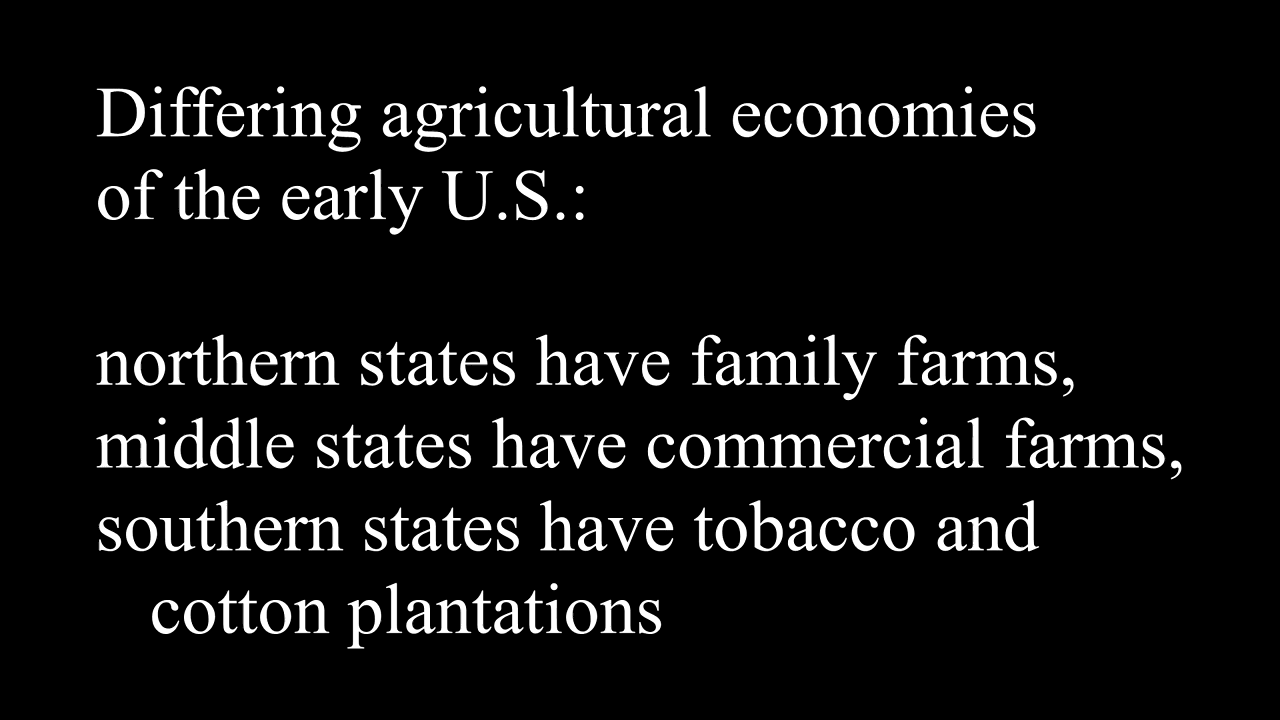 Differing agricultural economies
of the early U.S.:
northern states have family farms,
middle states have commercial farms,
southern states have tobacco and
cotton plantations